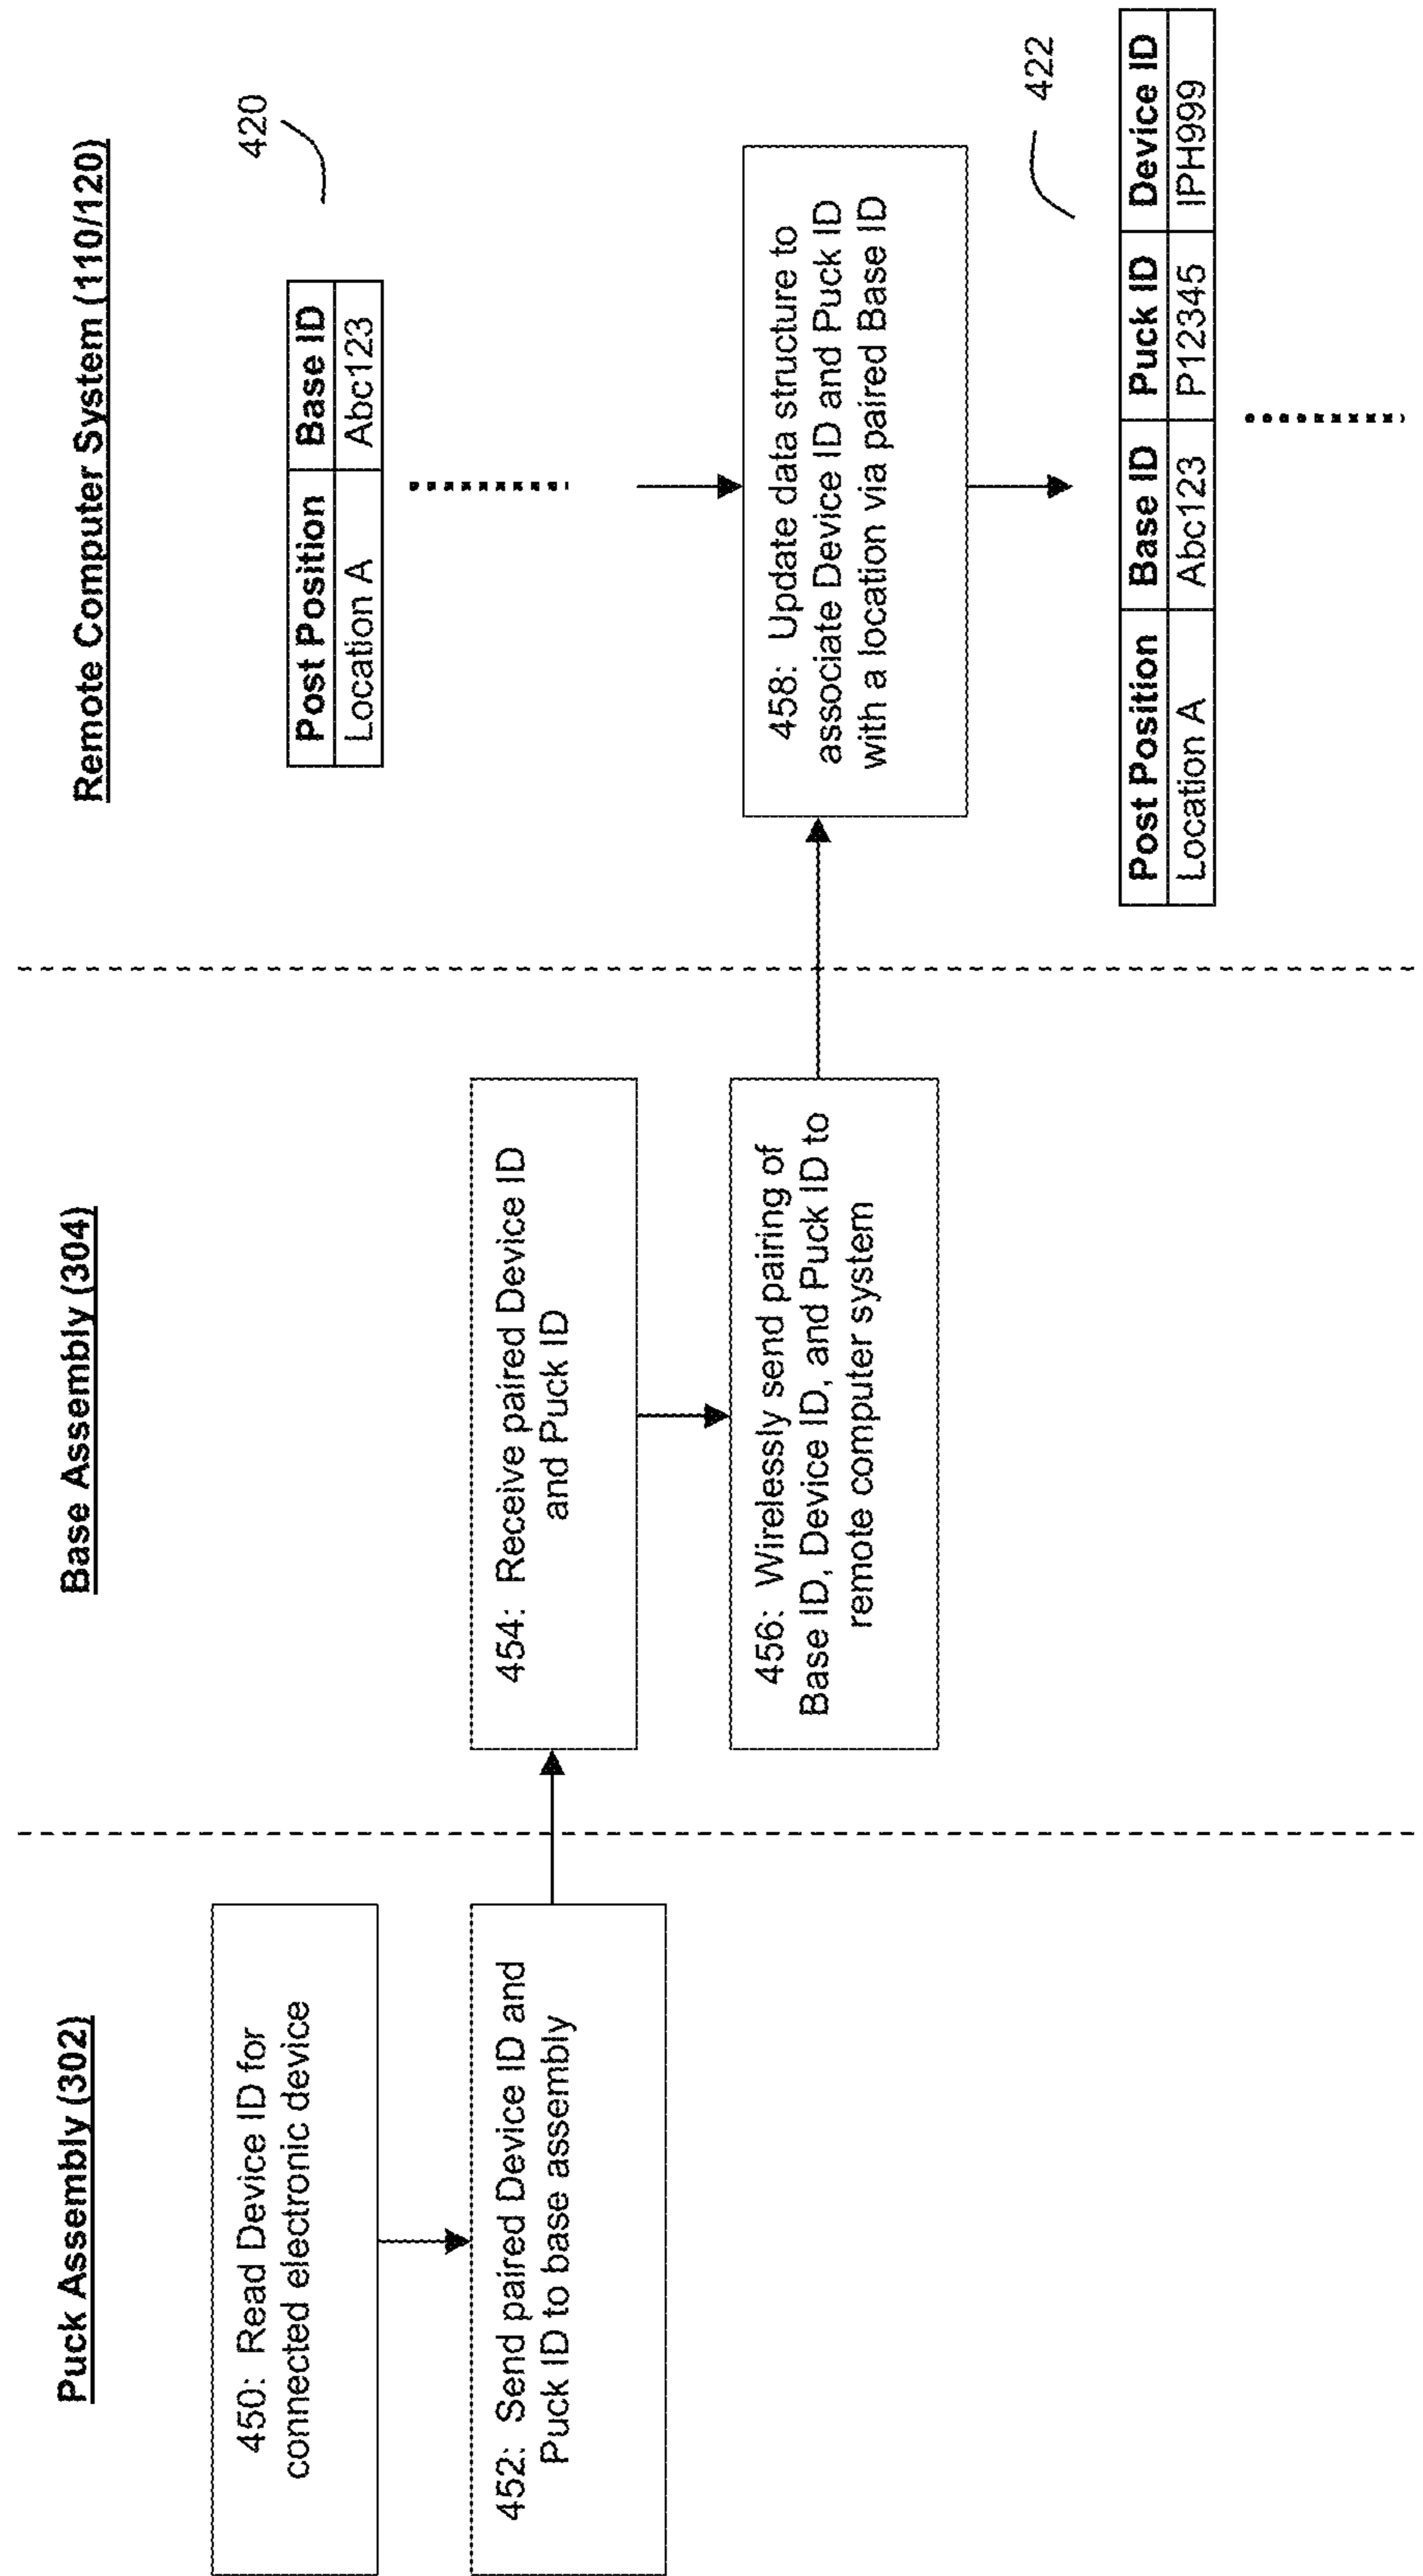 Puck Assembly (302)
450: Read Device ID for
connected electronic device
452: Send paired Device ID and
Puck ID to base assembly
Base Assembly (304)
454: Receive paired Device ID
and Puck ID
456: Wirelessly send pairing of
Base ID, Device ID, and Puck ID to
remote computer system
Remote Computer System (110/120)
420
Post Position Base ID
Location A Abc123
458: Update data structure to
associate Device ID and Puck ID
with a location via paired Base ID
422
Post Position Base ID Puck ID Device ID
Location A Abc123 P12345 IPH999